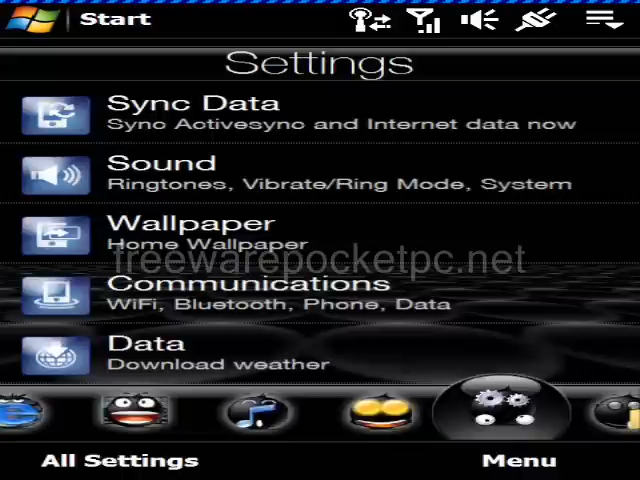 Start
Settings
Sync Data
Sync Activesync and Internet data now
Sound
Ringtones, Vibrate/Ring Mode, System
Wallpaper
Home Wallpaper
freewarepocketpc.net
Communications
WiFi, Bluetooth, Phone, Data
Data
Download weather
All Settings
Menu